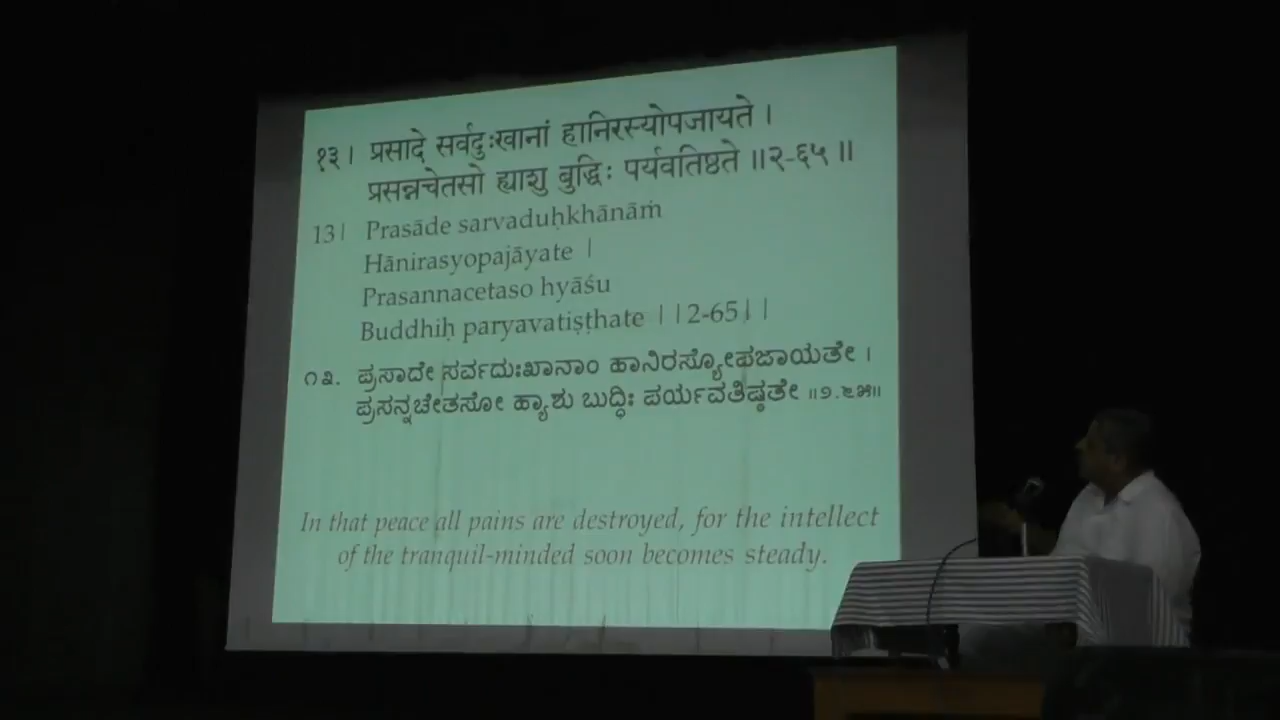 १३। प्रसादे सर्वदुःखानां हानिरस्योपजायते ।
प्रसन्नचेतसो ह्याशु बुद्धिः पर्यवतिष्ठते ॥२-६५॥
13| Prasāde sarvaduḥkhānāṁ
Hānirasyopajāyate |
Prasannacetaso hyāśu
Buddhiḥ paryavatiṣṭhate ||2-65||
೧೩. ಪ್ರಸಾದೇ ಸರ್ವದುಃಖಾನಾಂ ಹಾನಿರಸ್ಯೋಪಜಾಯತೇ ।
ಪ್ರಸನ್ನಚೇತಸೋ ಹ್ಯಾಶು ಬುದ್ಧಿಃ ಪರ್ಯವತಿಷ್ಠತೇ ॥೨.೬೫॥
In that peace all pains are destroyed, for the intellect
of the tranquil-minded soon becomes steady.